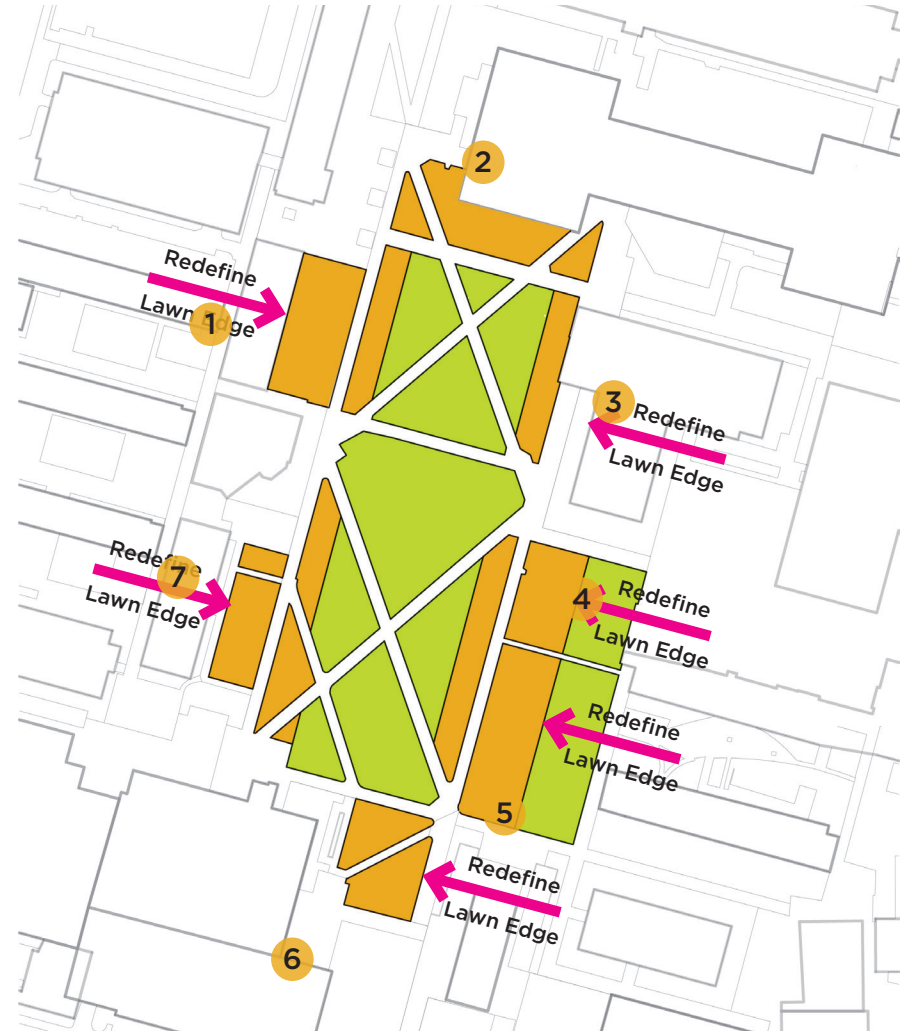 2
Redefine
Lawn Edge
1
3
Redefine
Lawn Edge
Redefine
Lawn Edge
7
4
Redefine
Lawn Edge
Redefine
Lawn Edge
5
Redefine
Lawn Edge
6